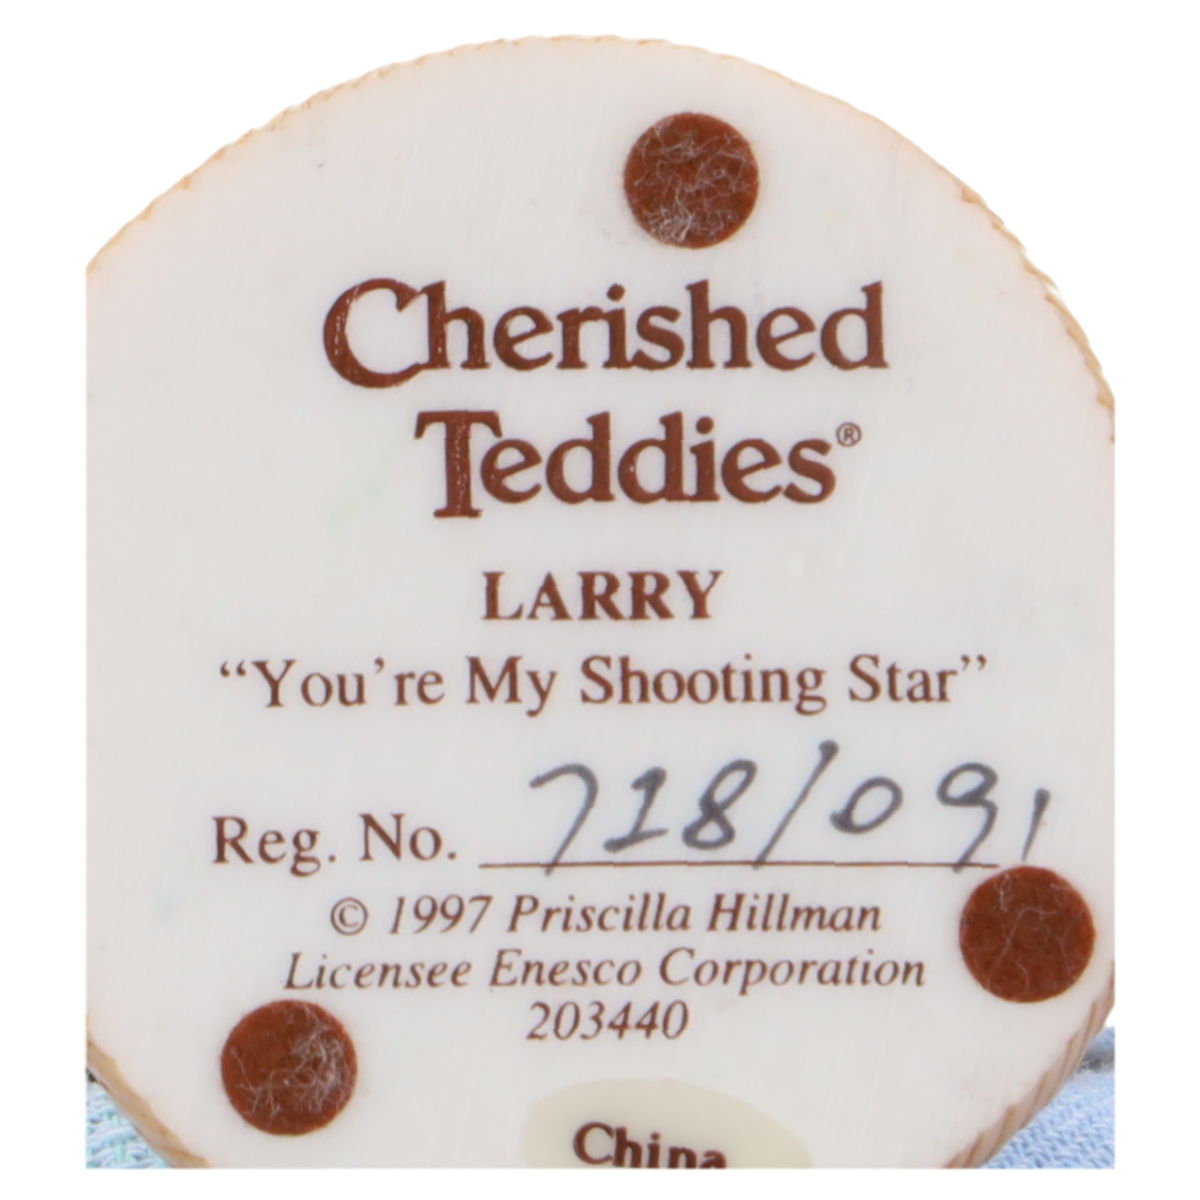 Cherished
Teddies®
LARRY
“You're My Shooting Star”
Reg. No. 718/091
© 1997 Priscilla Hillman
Licensee Enesco Corporation
203440
China